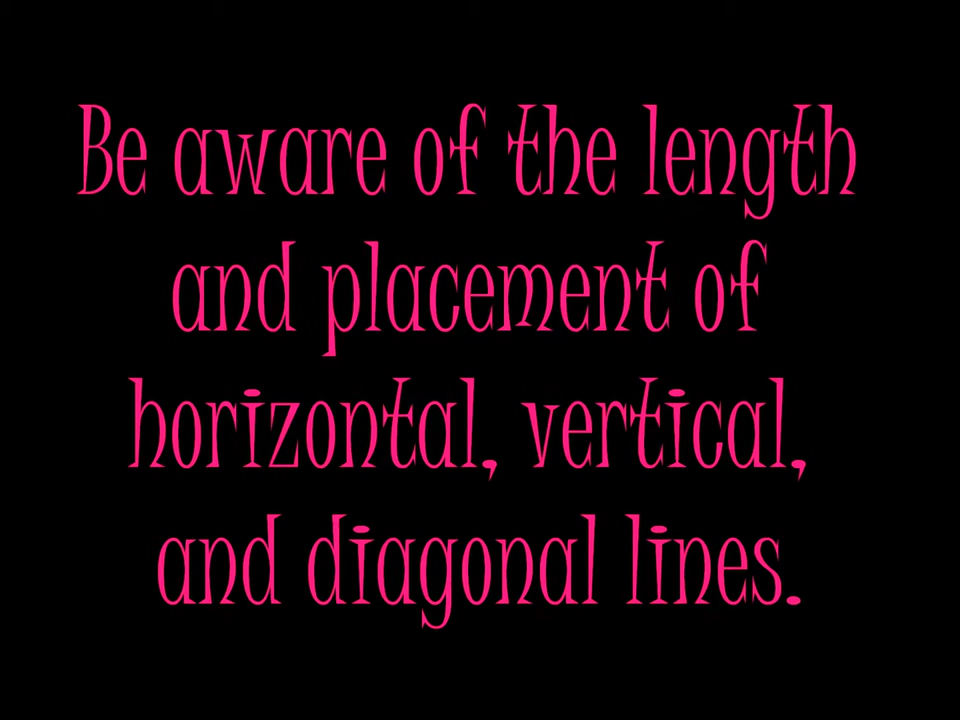 Be aware of the length
and placement of
horizontal, vertical,
and diagonal lines.